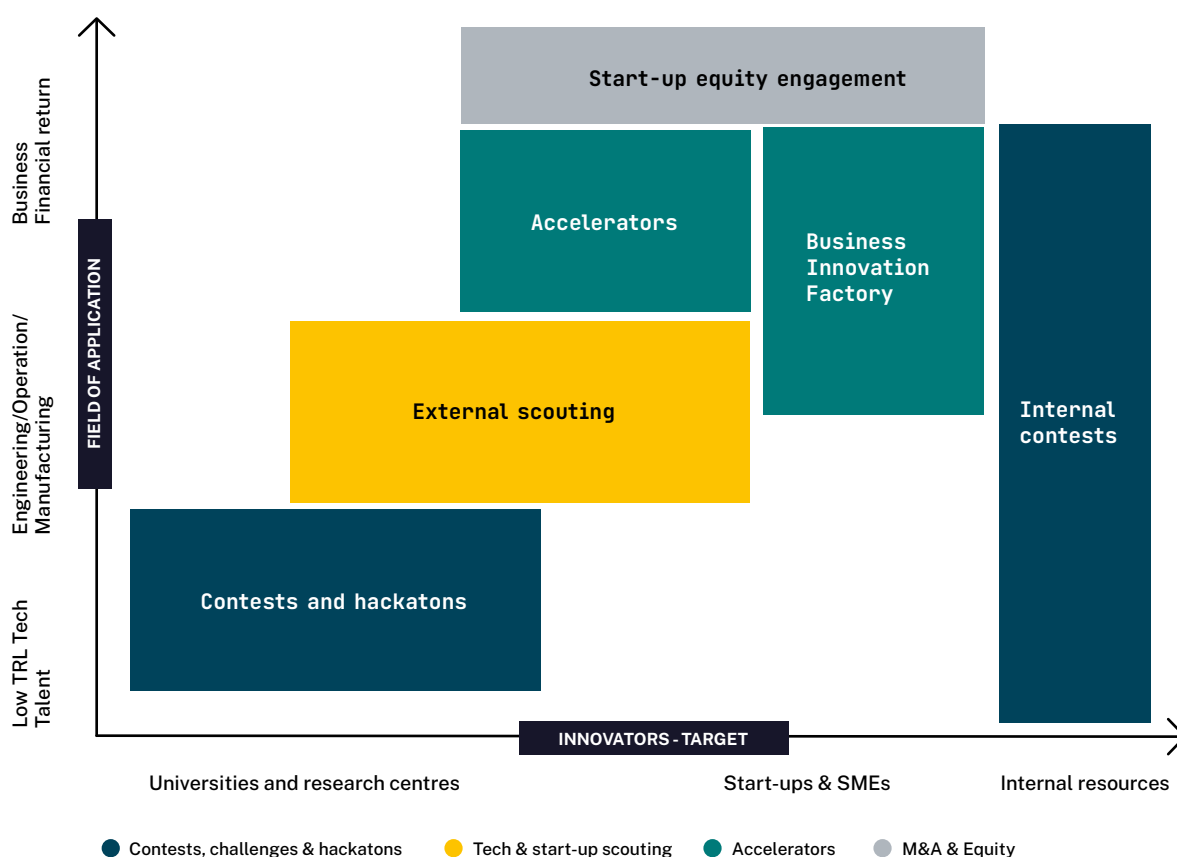 Business
Financial return
Engineering/Operation/
Manufacturing
Low TRL Tech
Talent
FIELD OF APPLICATION
Start-up equity engagement
Accelerators
Business
Innovation
Factory
External scouting
Internal
contests
Contests and hackatons
INNOVATORS - TARGET
Universities and research centres
Start-ups & SMEs
Internal resources
Contests, challenges & hackatons
Tech & start-up scouting
Accelerators
M&A & Equity